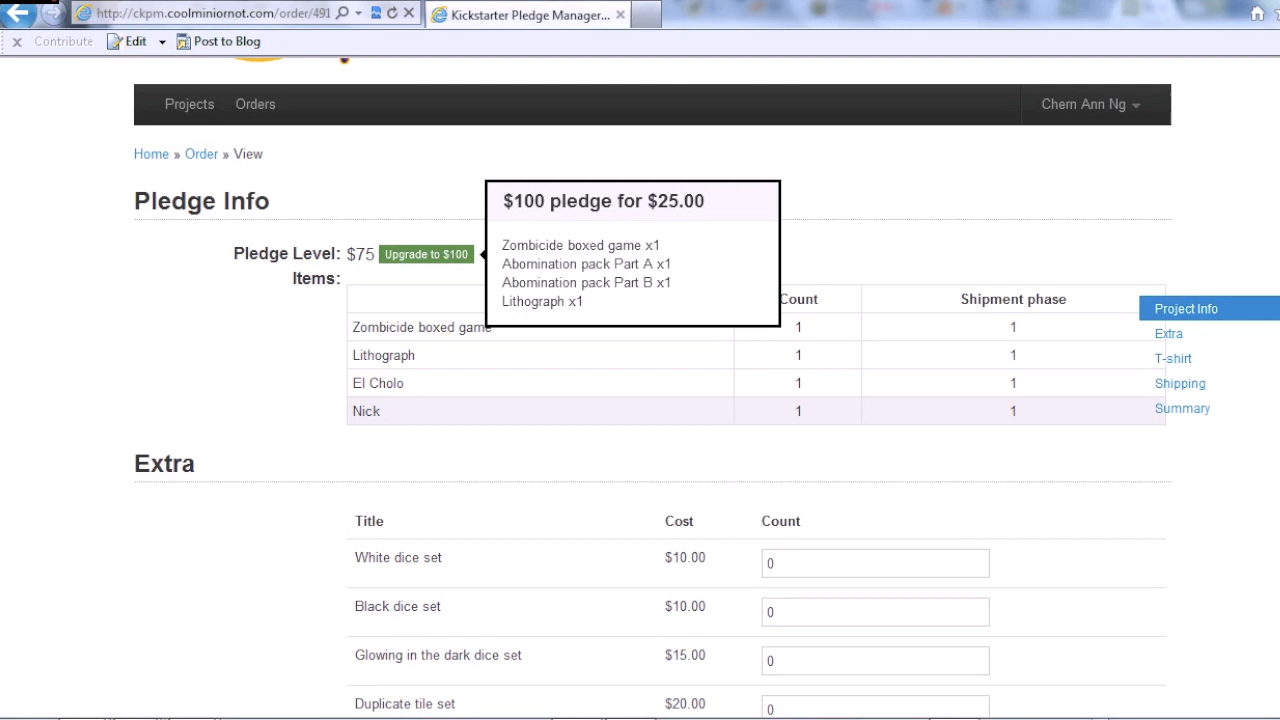 http://ckpm.coolminiornot.com/order/491
Kickstarter Pledge Manager...
x Contribute Edit Post to Blog
Projects Orders Chern Ann Ng
Home » Order » View
Pledge Info
$100 pledge for $25.00
Zombicide boxed game x1
Abomination pack Part A x1
Abomination pack Part B x1
Lithograph x1
Pledge Level: $75 Upgrade to $100
Items:
Count Shipment phase
Zombicide boxed game 1 1
Lithograph 1 1
El Cholo 1 1
Nick 1 1
Project Info
Extra
T-shirt
Shipping
Summary
Extra
Title Cost Count
White dice set $10.00 0
Black dice set $10.00 0
Glowing in the dark dice set $15.00 0
Duplicate tile set $20.00 0